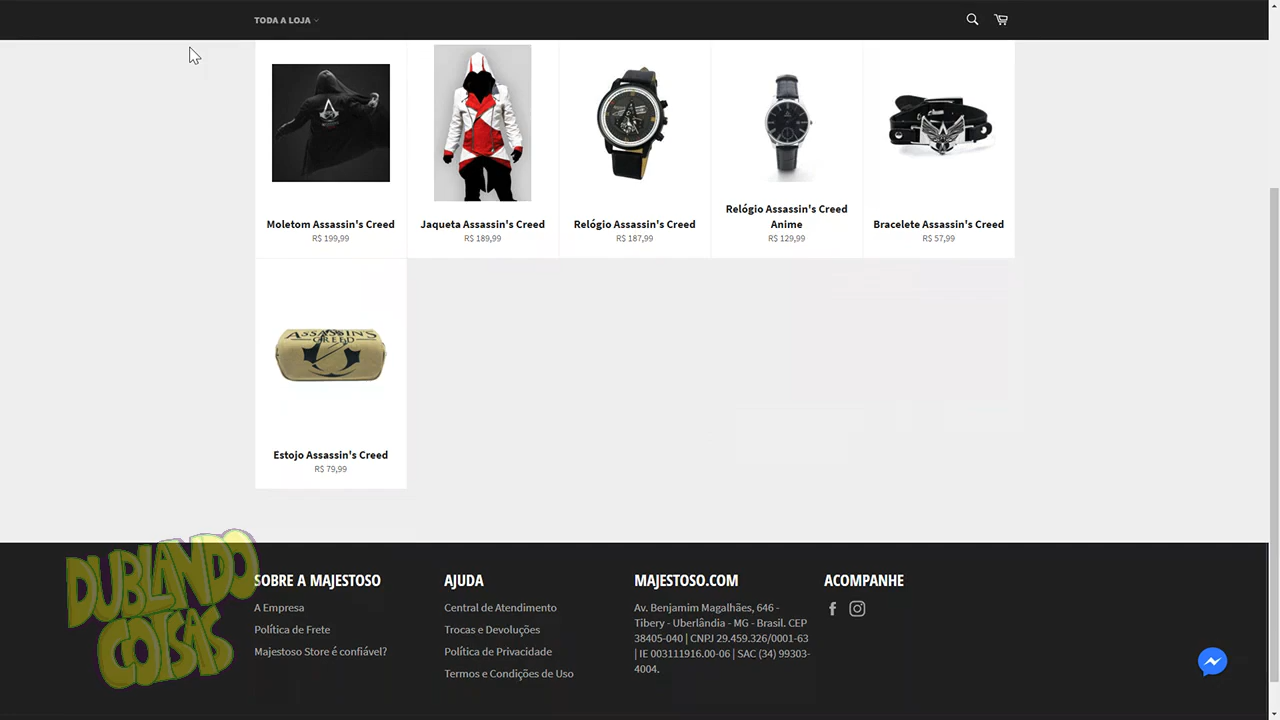 TODA A LOJA
Moletom Assassin's Creed
R$ 199,99
Jaqueta Assassin's Creed
R$ 189,99
Relógio Assassin's Creed
R$ 187,99
Relógio Assassin's Creed
Anime
R$ 129,99
Bracelete Assassin's Creed
R$ 57,99
ASSASSIN'S
CREED
Estojo Assassin's Creed
R$ 79,99
DUBLANDO
COISAS
SOBRE A MAJESTOSO
A Empresa
Política de Frete
Majestoso Store é confiável?
AJUDA
Central de Atendimento
Trocas e Devoluções
Política de Privacidade
Termos e Condições de Uso
MAJESTOSO.COM
Av. Benjamim Magalhães, 646 -
Tibery - Uberlândia - MG - Brasil. CEP
38405-040 | CNPJ 29.459.326/0001-63
| IE 003111916.00-06 | SAC (34) 99303-
4004.
ACOMPANHE